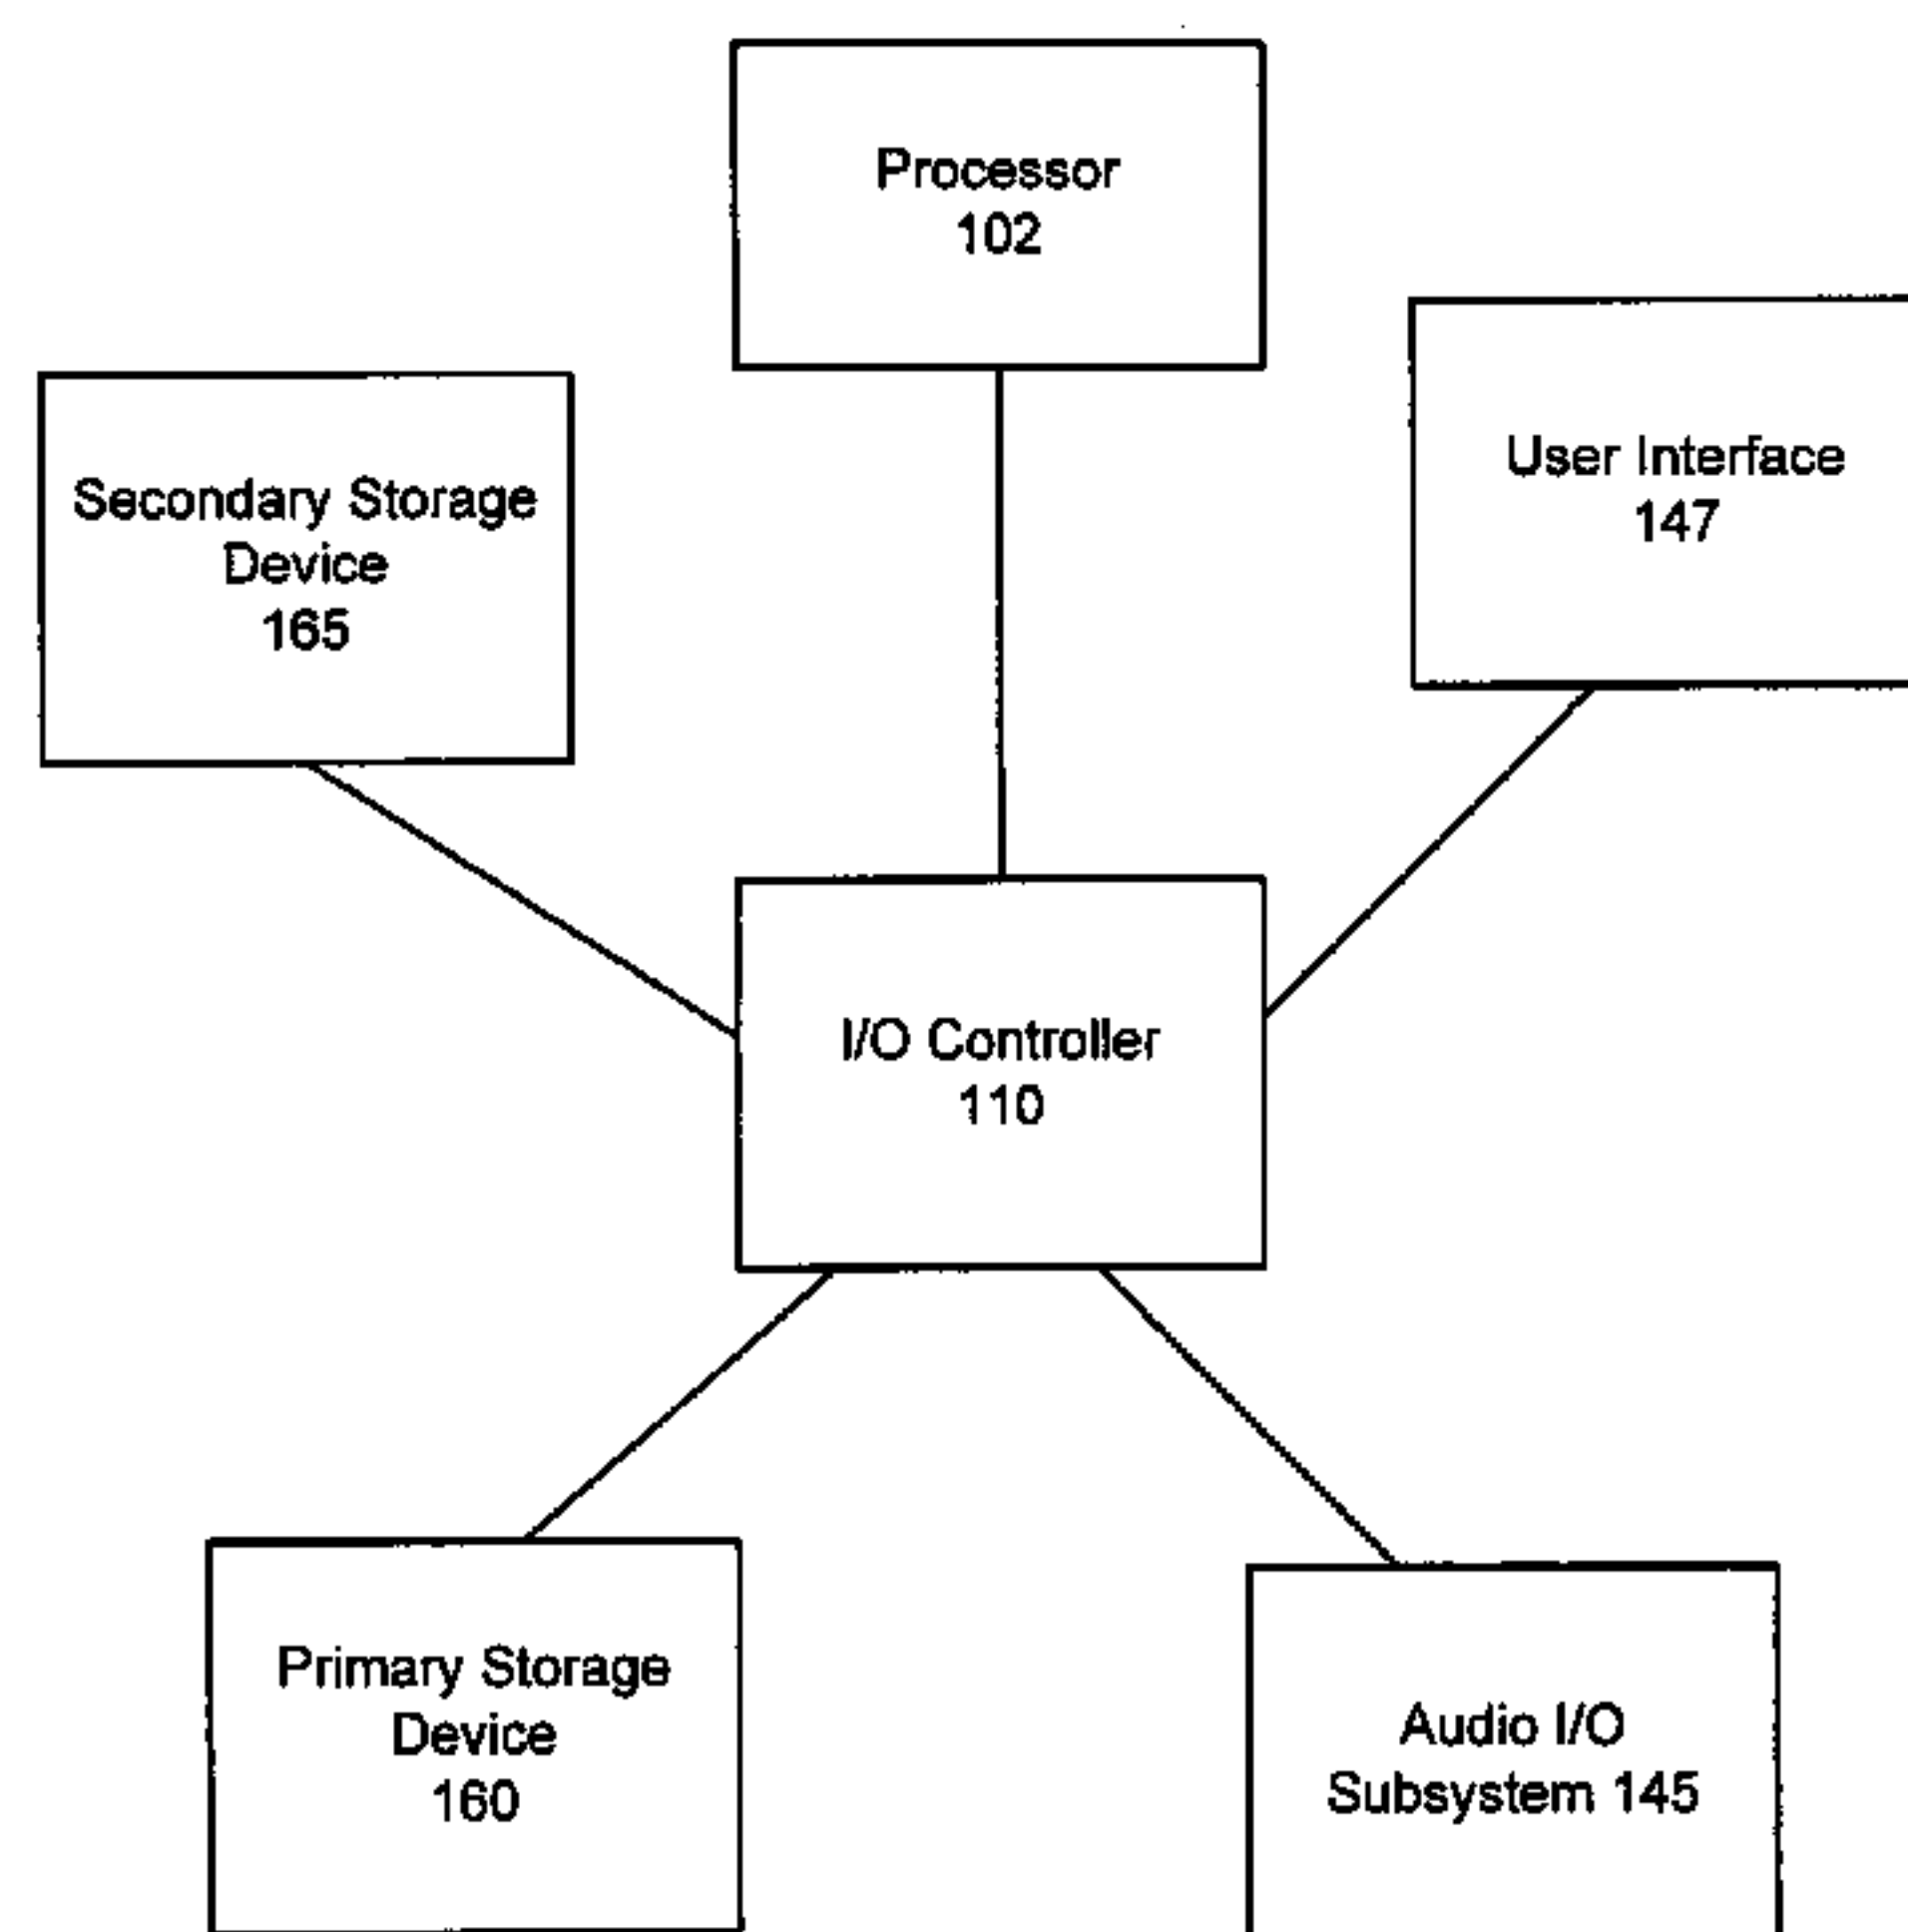 Processor
102
User Interface
147
Secondary Storage
Device
165
I/O Controller
110
Primary Storage
Device
160
Audio I/O
Subsystem 145